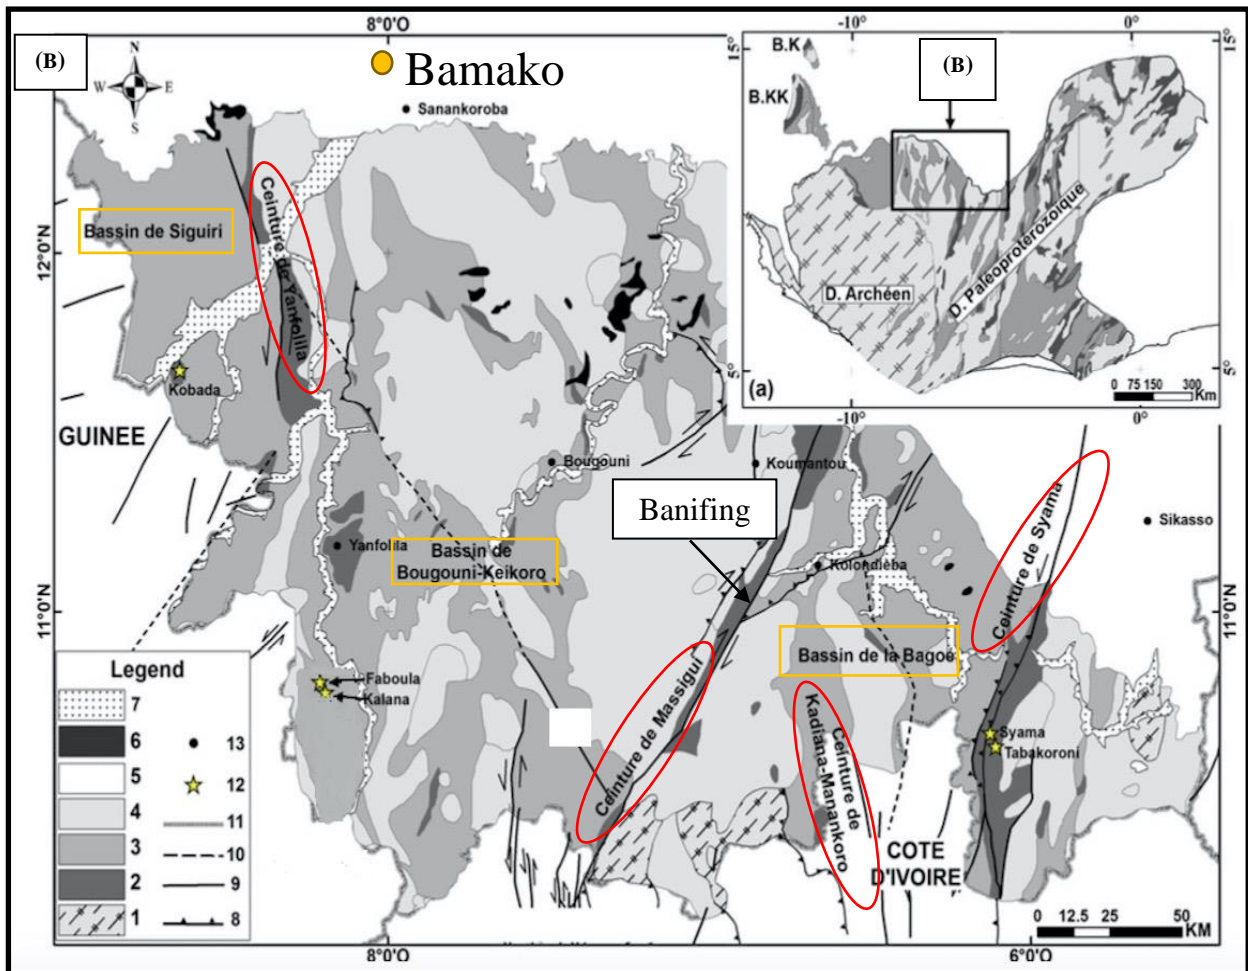 (B)
N
W E
S
8°0'O
Bamako
Sanankoroba
-10°
0°
15°
15°
B.K
B.KK
(B)
D. Archéen
D. Paleoproterozoique
5°
5°
(a)
0 75 150 300
Km
-10°
0°
Ceinture de Yanfolila
Bassin de Siguiri
12°0'N
Kobada
GUINEE
Bougouni
Koumantou
Banifing
Ceinture de Syama
Sikasso
Yanfolila
Bassin de
Bougouni-Keikoro
Kolondieba
11°0'N
11°0'N
Bassin de la Bagoé
Faboula
Kalana
Ceinture de Massigui
Ceinture de
Kadiana-Manankoro
Syama
Tabakoroni
COTE
D'IVOIRE
Legend
7
6 13
5 12
4 11
3 10
2 9
1 8
0 12.5 25 50
KM
8°0'O
6°0'O